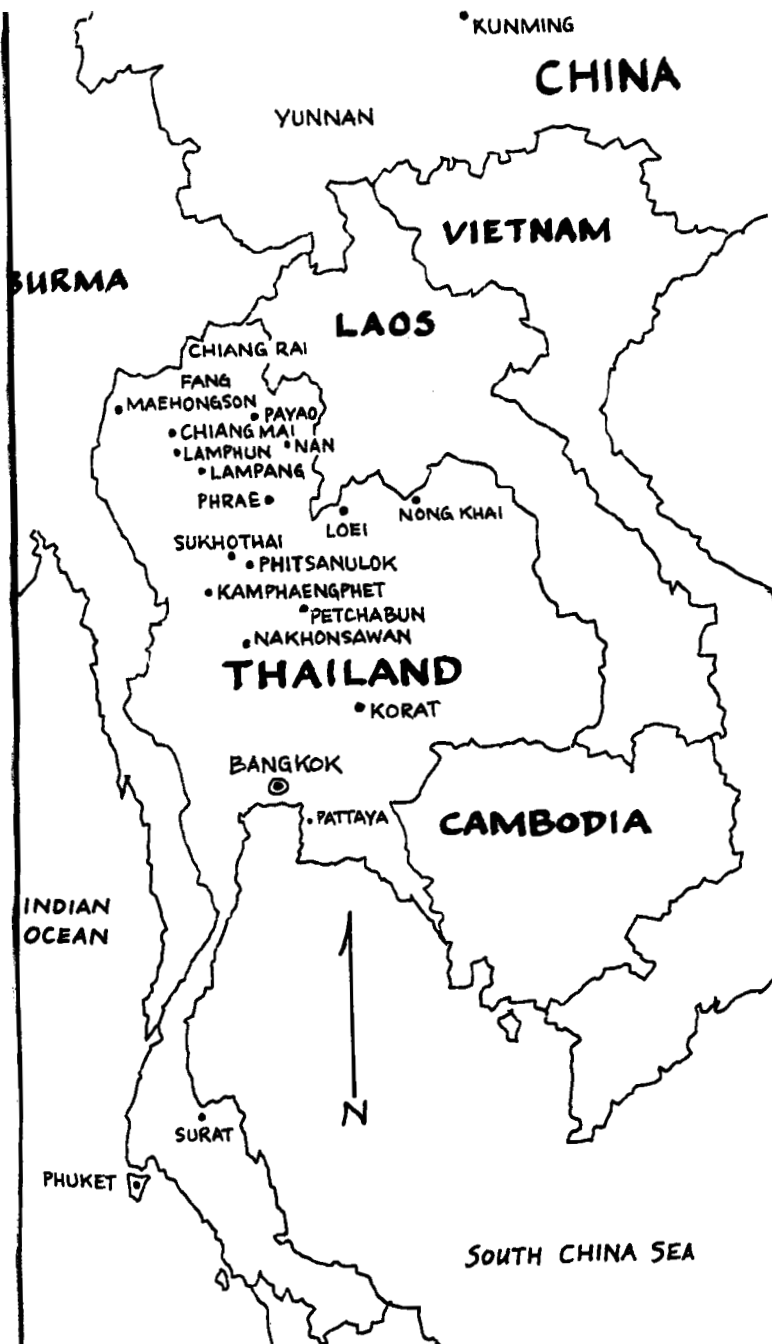 KUNMING
CHINA
YUNNAN
VIETNAM
BURMA
LAOS
CHIANG RAI
FANG
MAEHONGSON
PAYAO
CHIANG MAI
NAN
LAMPHUN
LAMPANG
PHRAE
NONG KHAI
LOEI
SUKHOTHAI
PHITSANULOK
KAMPHAENGPHET
PETCHABUN
NAKHONSAWAN
THAILAND
KORAT
BANGKOK
PATTAYA
CAMBODIA
INDIAN
OCEAN
N
SURAT
PHUKET
SOUTH CHINA SEA